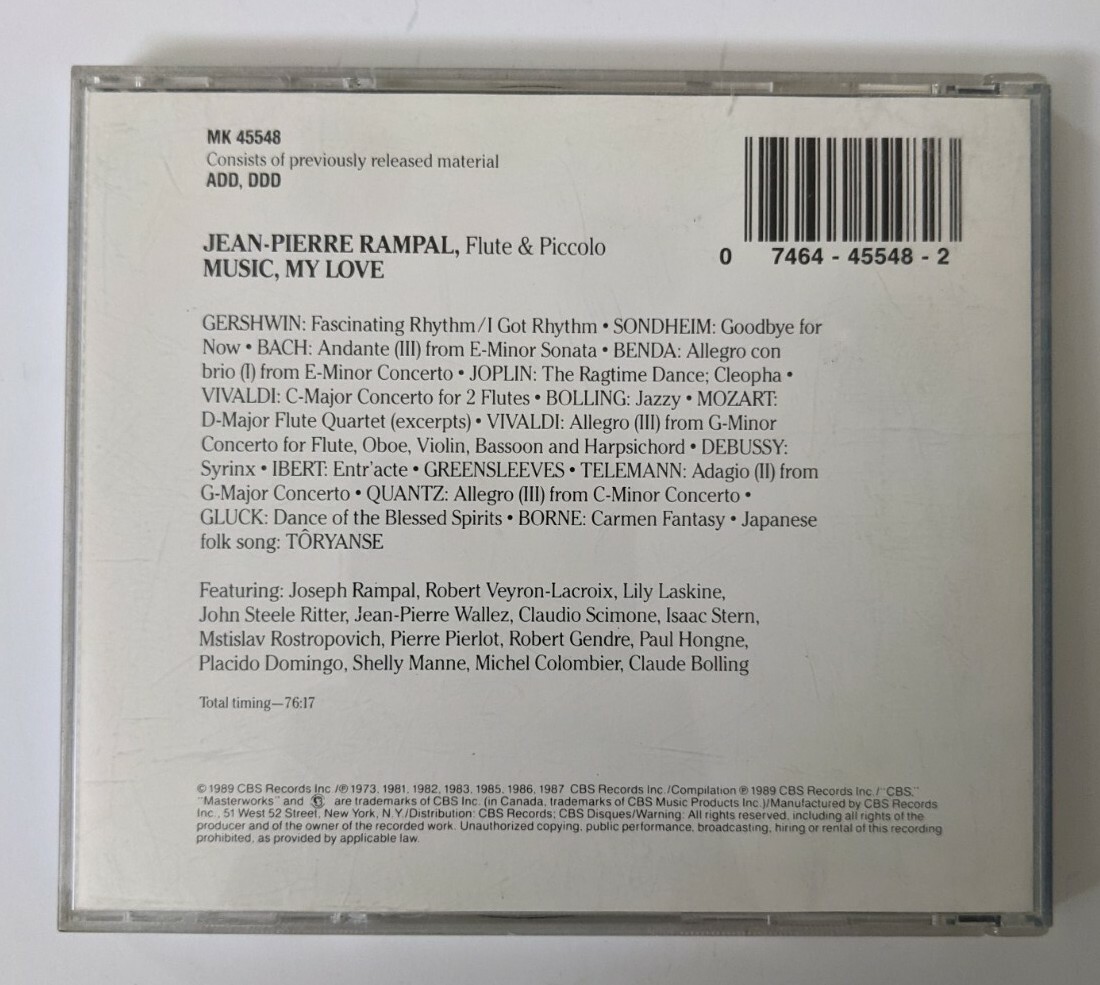 MK 45548
Consists of previously released material
ADD, DDD
0 7464 - 45548 - 2
JEAN-PIERRE RAMPAL, Flute & Piccolo
MUSIC, MY LOVE
GERSHWIN: Fascinating Rhythm/I Got Rhythm • SONDHEIM: Goodbye for
Now • BACH: Andante (III) from E-Minor Sonata • BENDA: Allegro con
brio (I) from E-Minor Concerto • JOPLIN: The Ragtime Dance; Cleopha •
VIVALDI: C-Major Concerto for 2 Flutes • BOLLING: Jazzy • MOZART:
D-Major Flute Quartet (excerpts) • VIVALDI: Allegro (III) from G-Minor
Concerto for Flute, Oboe, Violin, Bassoon and Harpsichord • DEBUSSY:
Syrinx • IBERT: Entr'acte • GREENSLEEVES • TELEMANN: Adagio (II) from
G-Major Concerto • QUANTZ: Allegro (III) from C-Minor Concerto •
GLUCK: Dance of the Blessed Spirits • BORNE: Carmen Fantasy • Japanese
folk song: TÔRYANSE
Featuring: Joseph Rampal, Robert Veyron-Lacroix, Lily Laskine,
John Steele Ritter, Jean-Pierre Wallez, Claudio Scimone, Isaac Stern,
Mstislav Rostropovich, Pierre Pierlot, Robert Gendre, Paul Hongne,
Placido Domingo, Shelly Manne, Michel Colombier, Claude Bolling
Total timing—76:17
© 1989 CBS Records Inc./℗ 1973, 1981, 1982, 1983, 1985, 1986, 1987 CBS Records Inc./Compilation ℗ 1989 CBS Records Inc./"CBS,"
"Masterworks" and are trademarks of CBS Inc. (in Canada, trademarks of CBS Music Products Inc.)/Manufactured by CBS Records
Inc., 51 West 52 Street, New York, N.Y./Distribution: CBS Records; CBS Disques/Warning: All rights reserved, including all rights of the
producer and of the owner of the recorded work. Unauthorized copying, public performance, broadcasting, hiring or rental of this recording
prohibited, as provided by applicable law.